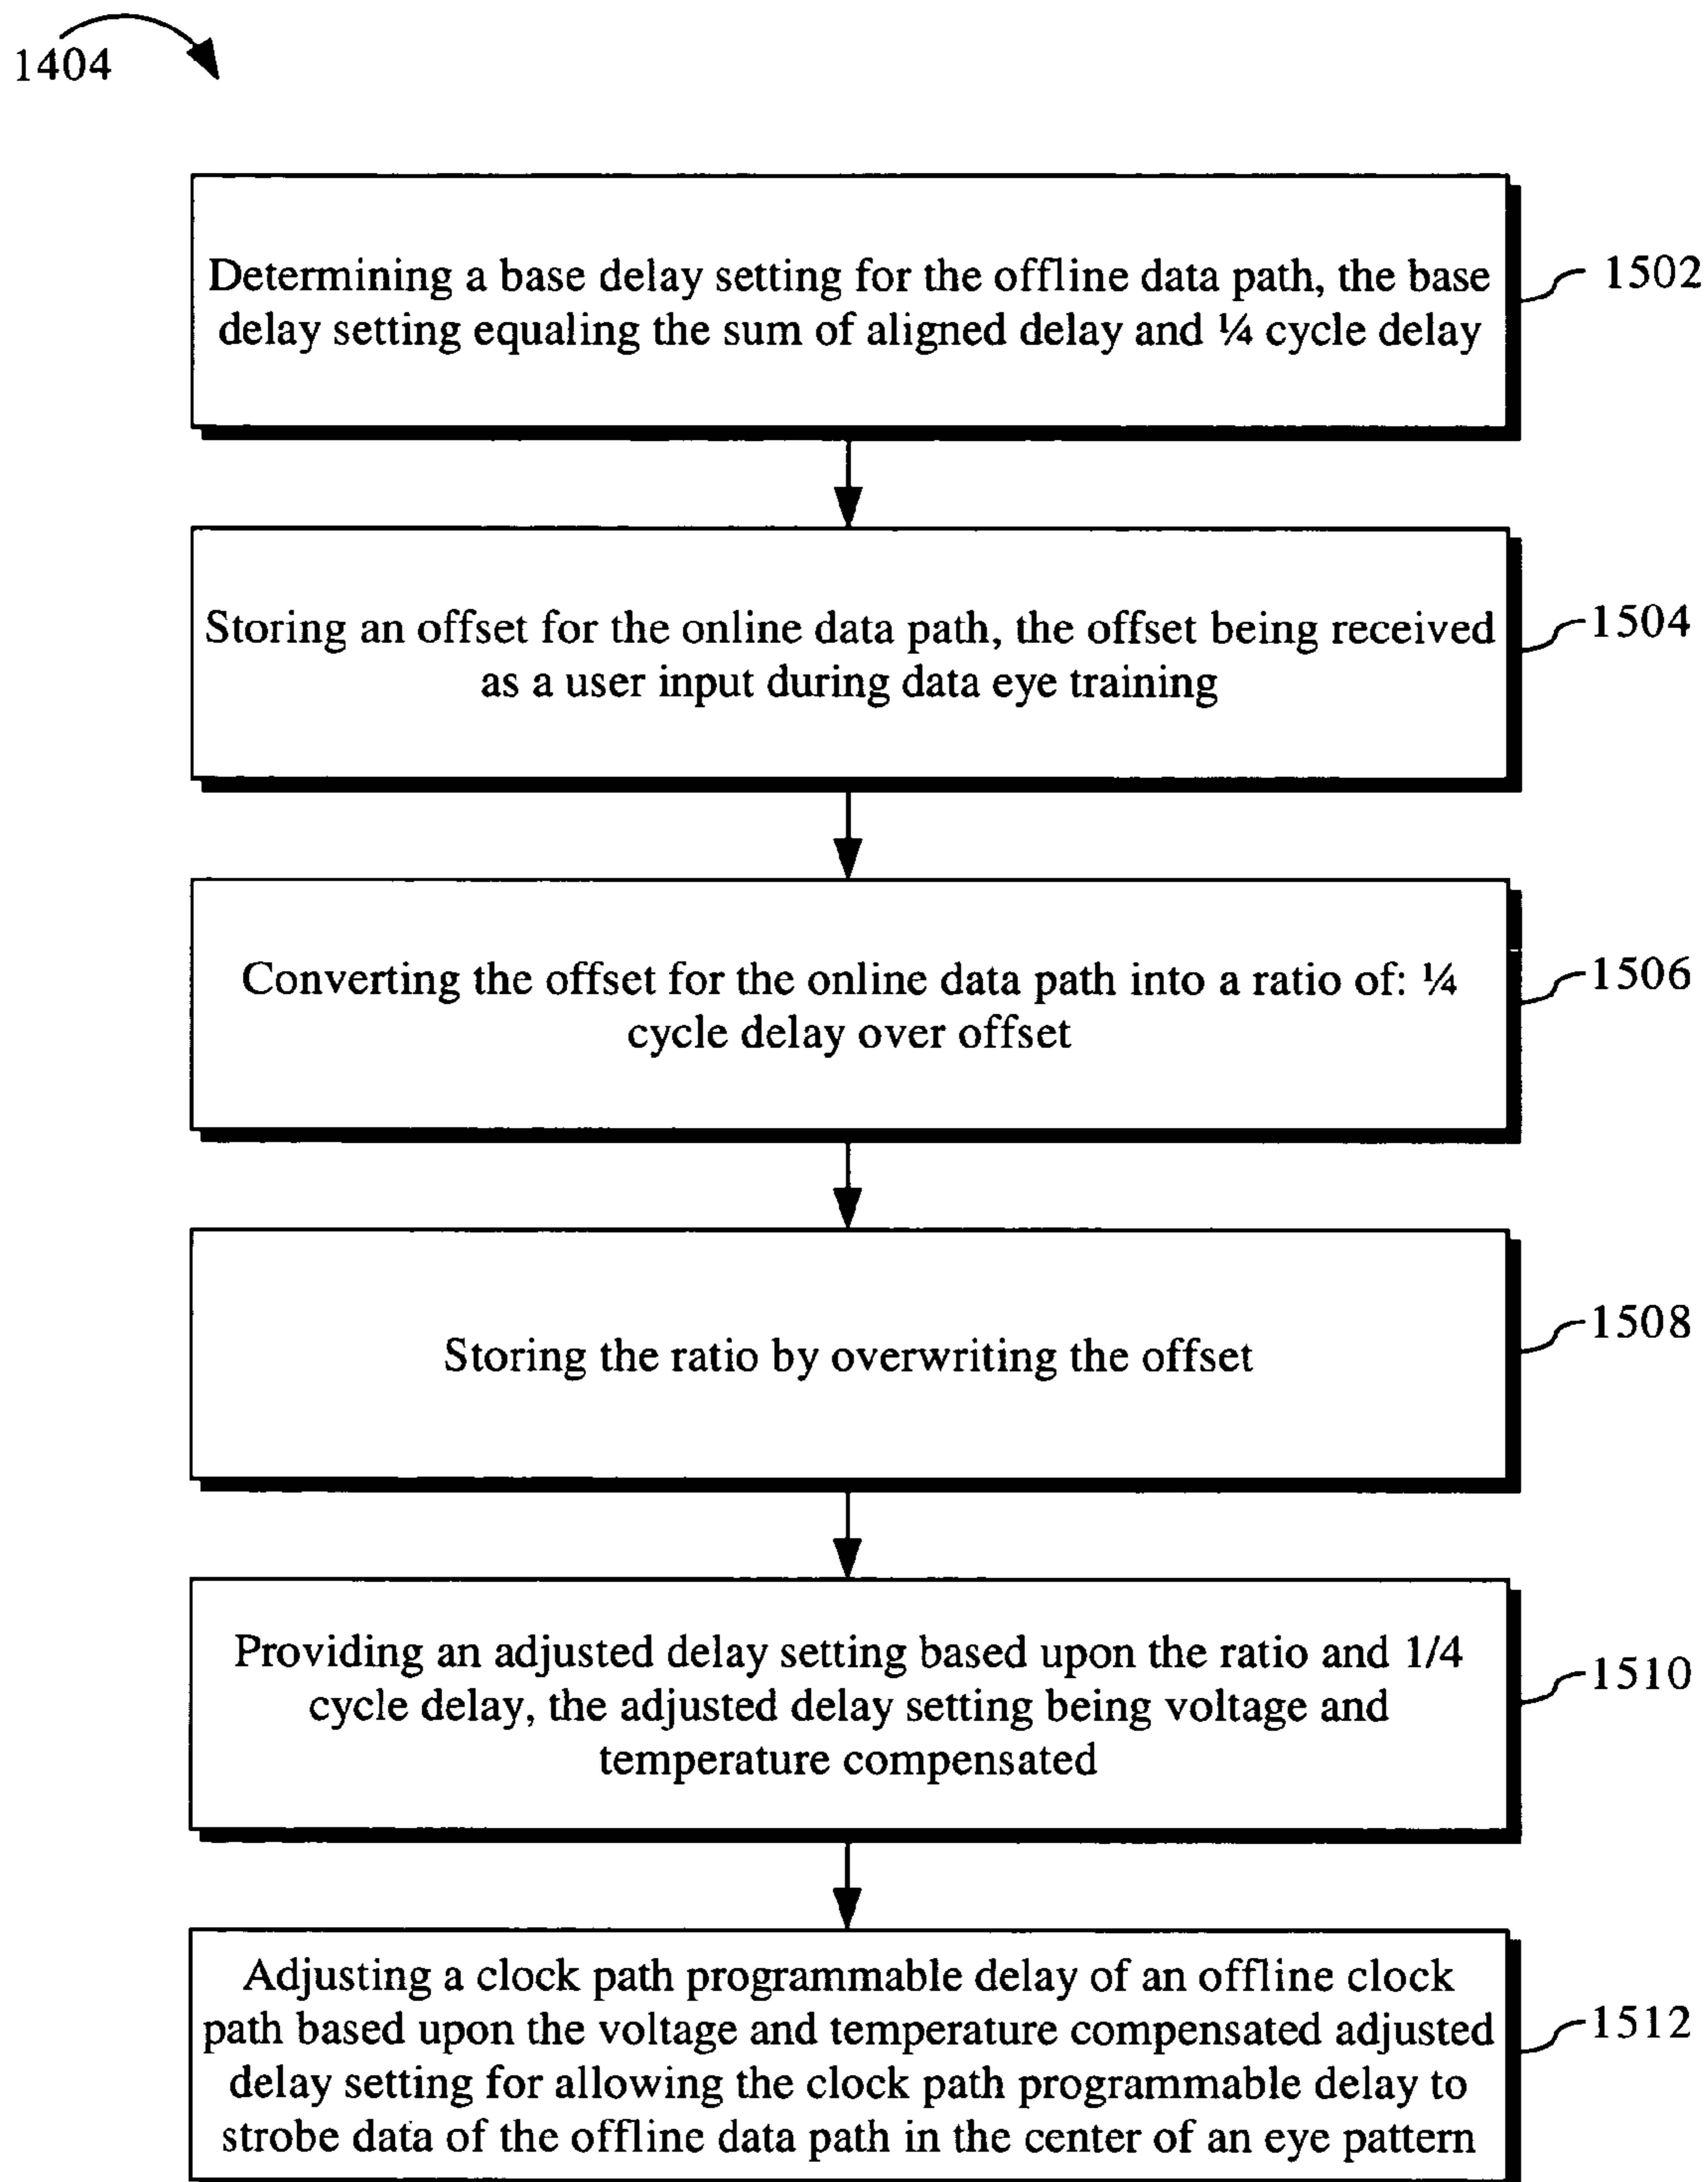 1404
Determining a base delay setting for the offline data path, the base
delay setting equaling the sum of aligned delay and ¼ cycle delay
1502
Storing an offset for the online data path, the offset being received
as a user input during data eye training
1504
Converting the offset for the online data path into a ratio of: ¼
cycle delay over offset
1506
Storing the ratio by overwriting the offset
1508
Providing an adjusted delay setting based upon the ratio and 1/4
cycle delay, the adjusted delay setting being voltage and
temperature compensated
1510
Adjusting a clock path programmable delay of an offline clock
path based upon the voltage and temperature compensated adjusted
delay setting for allowing the clock path programmable delay to
strobe data of the offline data path in the center of an eye pattern
1512